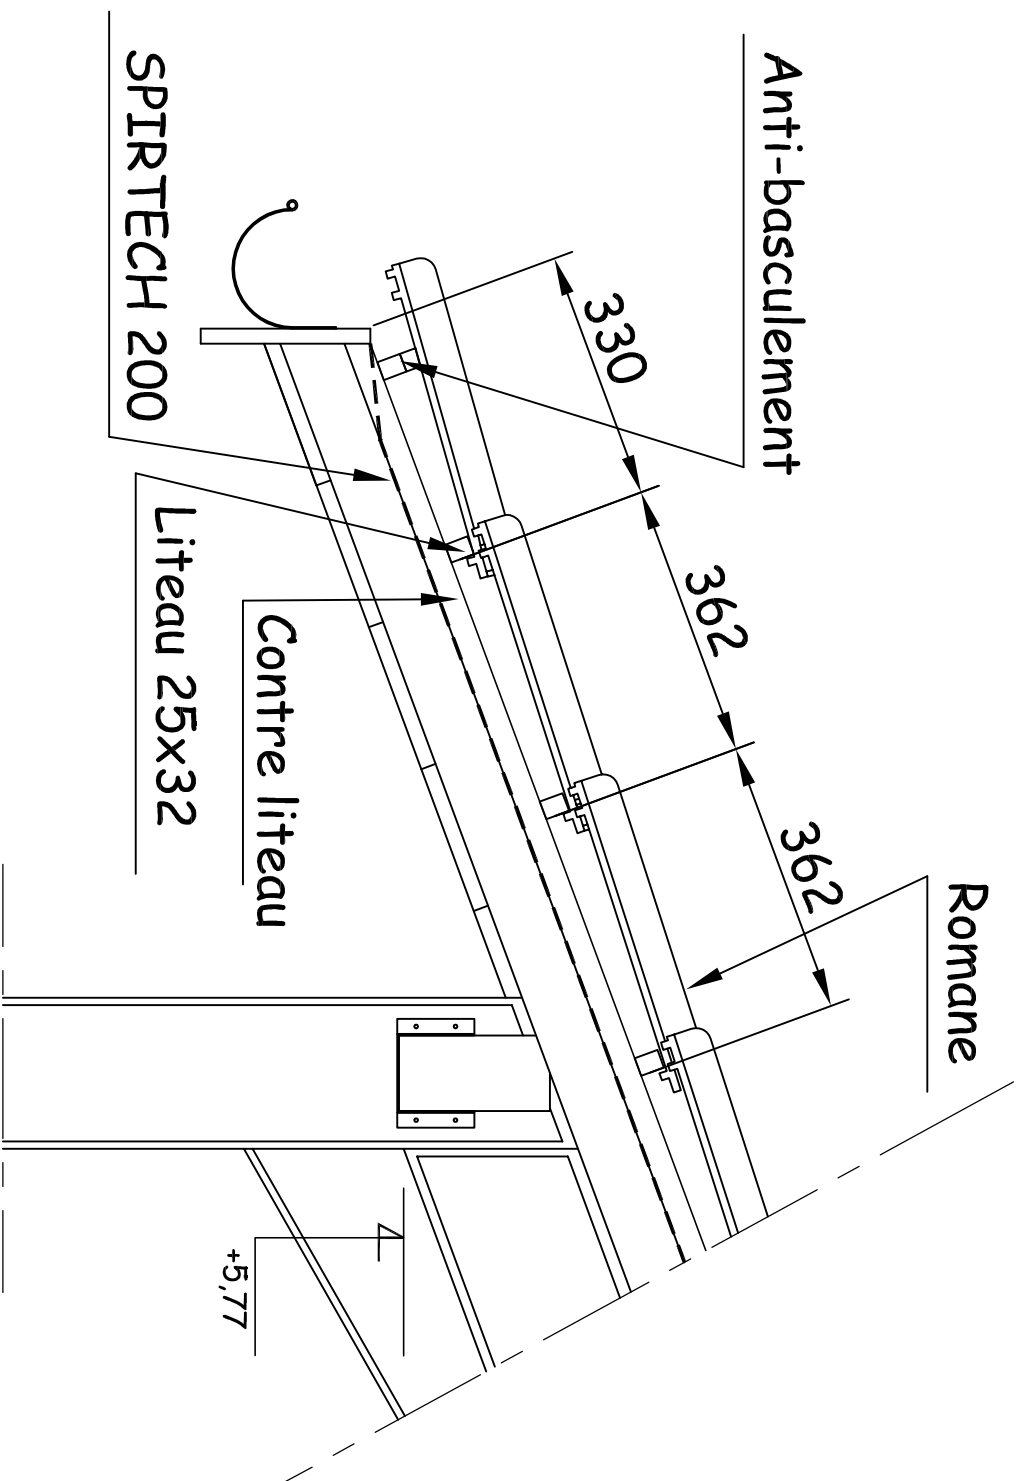 Anti-basculement
330
362
362
Romane
SPIRTECH 200
Liteau 25x32
Contre liteau
+5,77